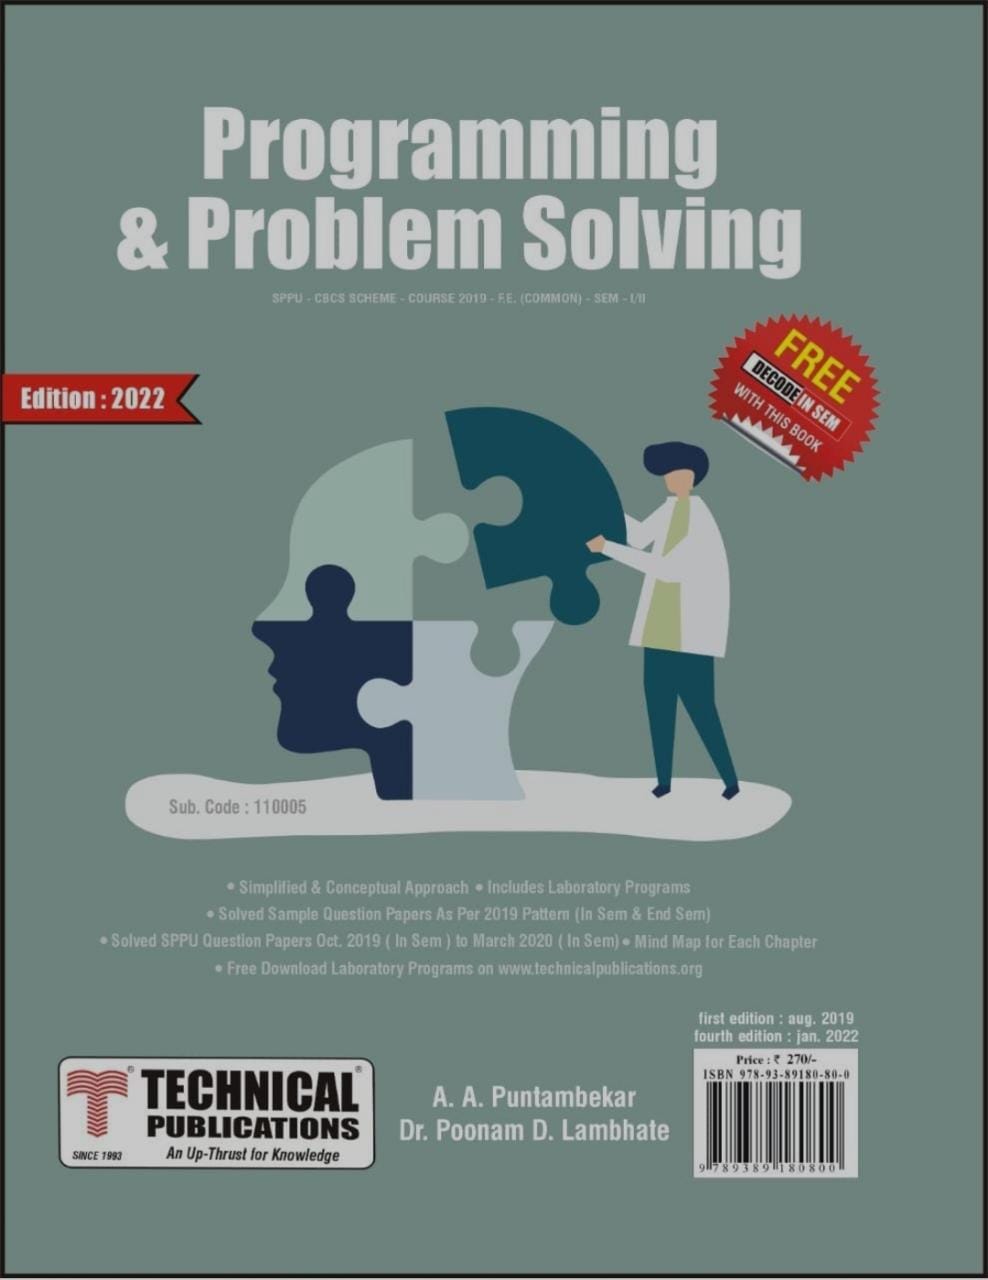 Programming
& Problem Solving
SPPU - CBCS SCHEME - COURSE 2019 - F.E. (COMMON) - SEM - I/II
FREE
DECODE IN SEM
WITH THIS BOOK
Edition : 2022
Sub. Code : 110005
• Simplified & Conceptual Approach • Includes Laboratory Programs
• Solved Sample Question Papers As Per 2019 Pattern (In Sem & End Sem)
• Solved SPPU Question Papers Oct. 2019 ( In Sem ) to March 2020 ( In Sem) • Mind Map for Each Chapter
• Free Download Laboratory Programs on www.technicalpublications.org
first edition : aug. 2019
fourth edition : jan. 2022
Price : ₹ 270/-
ISBN 978-93-89180-80-0
9 789389 180800
T®
TECHNICAL®
PUBLICATIONS
SINCE 1993 An Up-Thrust for Knowledge
A. A. Puntambekar
Dr. Poonam D. Lambhate